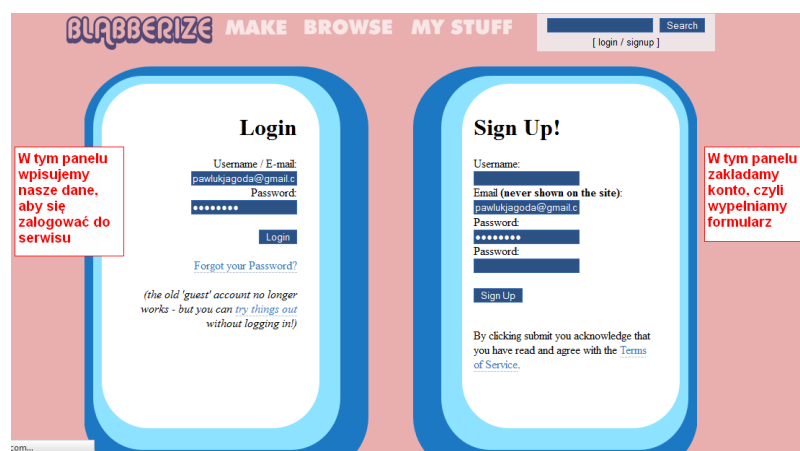 BLABBERIZE MAKE BROWSE MY STUFF
Search
[ login / signup ]
W tym panelu
wpisujemy
nasze dane,
aby się
zalogować do
serwisu
Login
Username / E-mail:
pawlukjagoda@gmail.c
Password:
••••••••
Login
Forgot your Password?
(the old 'guest' account no longer
works - but you can try things out
without logging in!)
Sign Up!
Username:
Email (never shown on the site):
pawlukjagoda@gmail.c
Password:
••••••••
Password:
Sign Up
By clicking submit you acknowledge that
you have read and agree with the Terms
of Service.
W tym panelu
zakladamy
konto, czyli
wypełniamy
formularz
com...